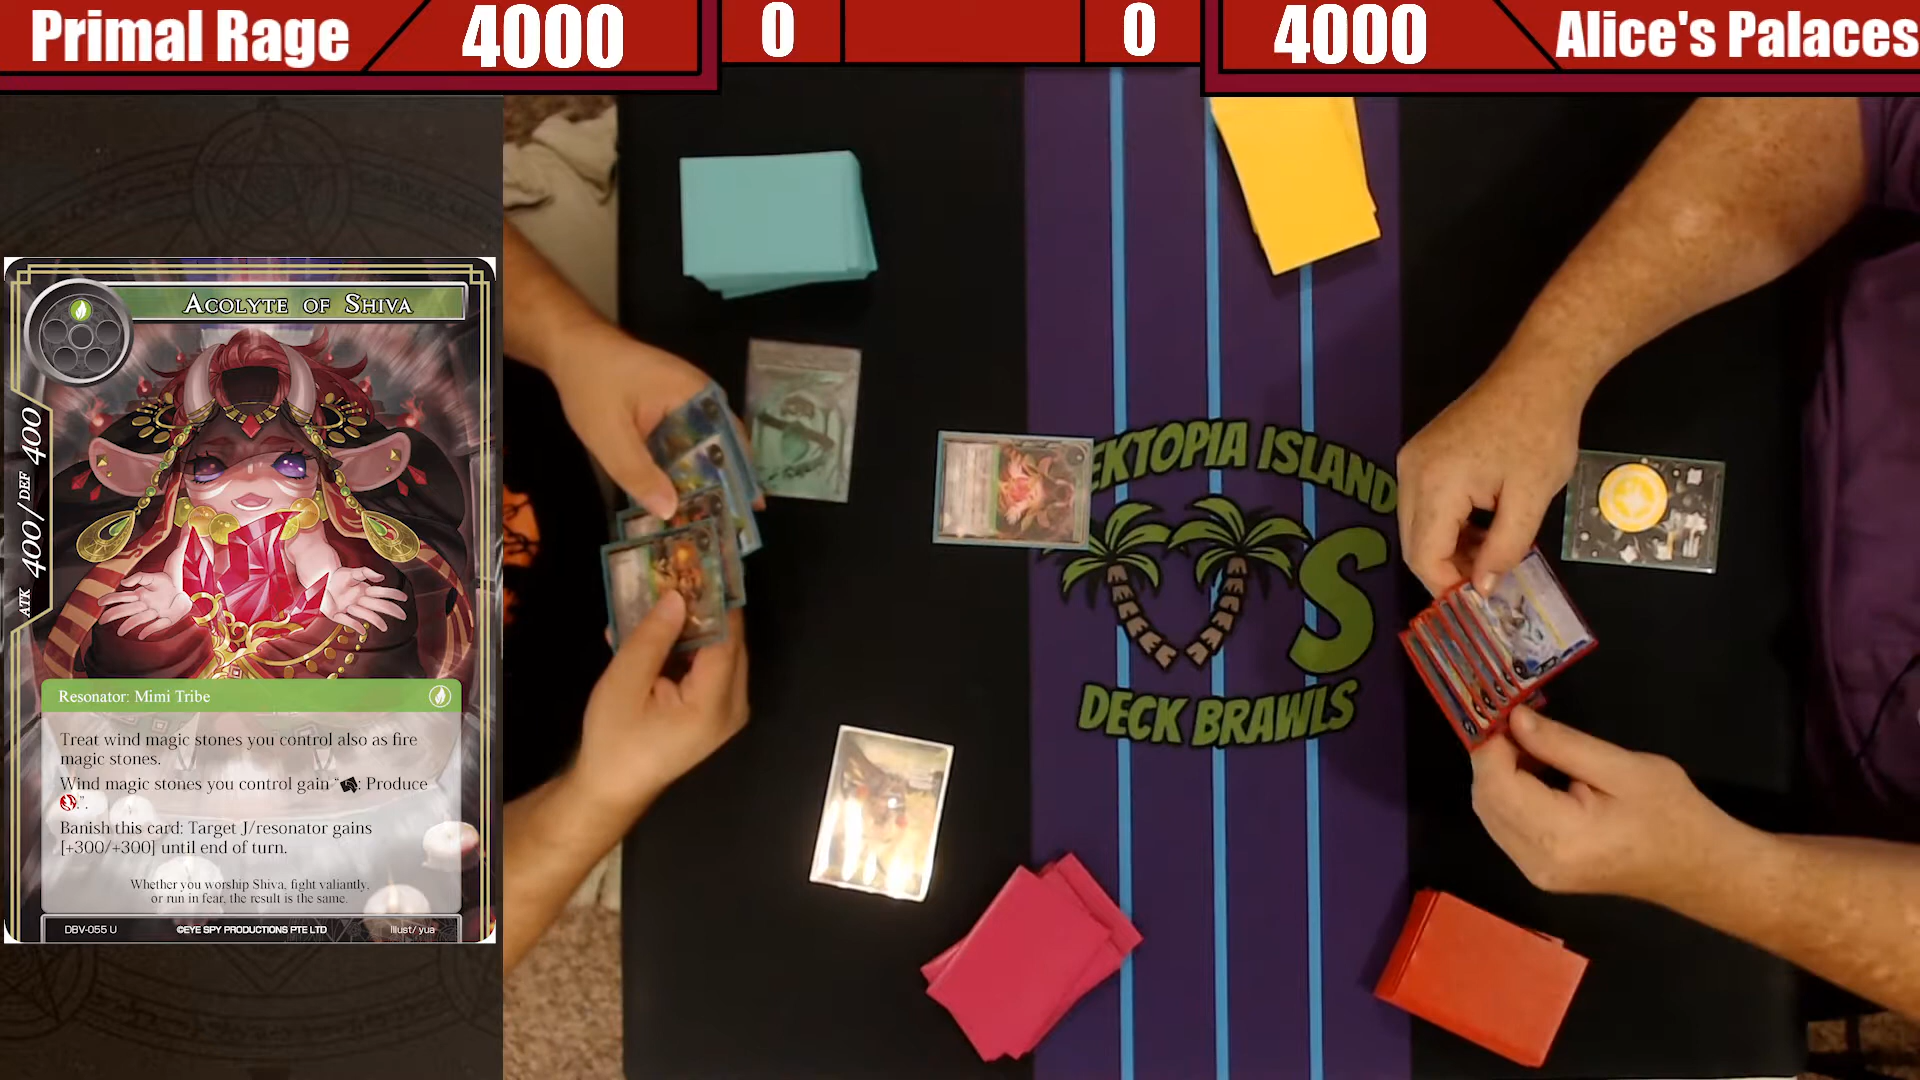 Primal Rage
4000
0
0
4000
Alice's Palaces
ACOLYTE OF SHIVA
ATK 400/DEF 400
Resonator: Mimi Tribe
Treat wind magic stones you control also as fire
magic stones.
Wind magic stones you control gain “ : Produce
.”.
Banish this card: Target J/resonator gains
[+300/+300] until end of turn.
Whether you worship Shiva, fight valiantly,
or run in fear, the result is the same.
DBV-055 U
©EYE SPY PRODUCTIONS PTE LTD
Illust/ yua
EKTOPIA ISLAND
S
DECK BRAWLS